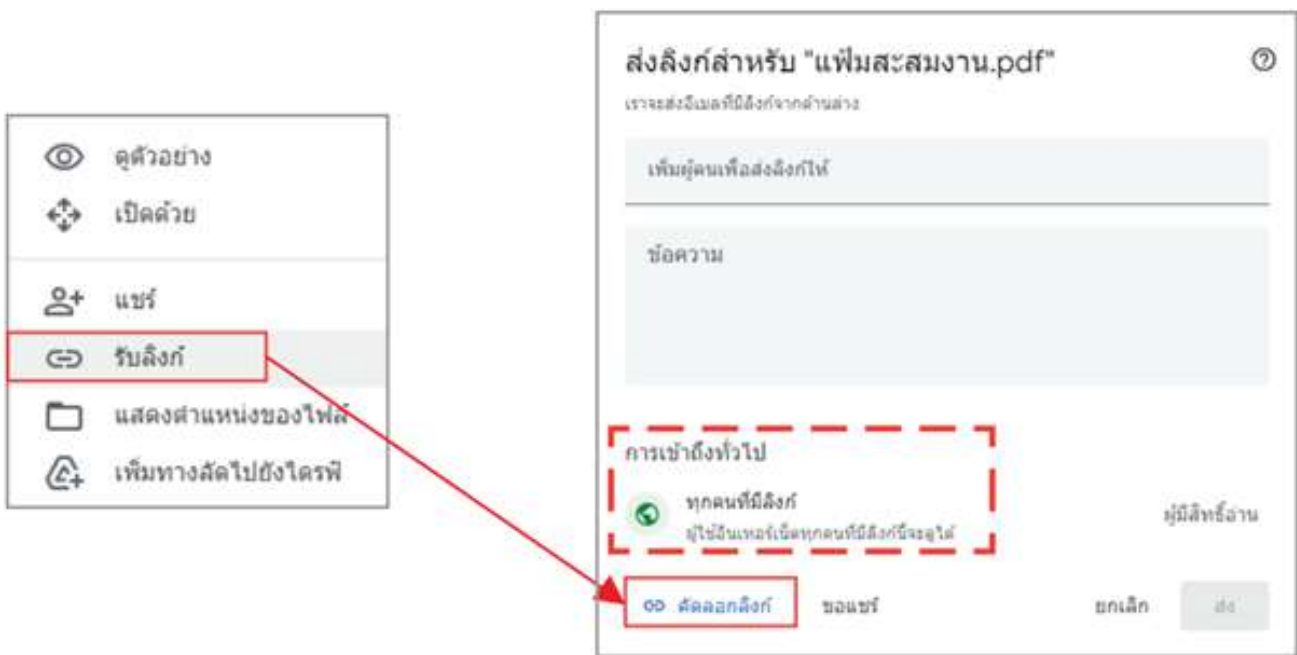 ดูตัวอย่าง
เปิดด้วย
แชร์
รับลิงก์
แสดงตำแหน่งของไฟล์
เพิ่มทางลัดไปยังไดรฟ์
ส่งลิงก์สำหรับ "แฟ้มสะสมงาน.pdf"
เราจะส่งอีเมลที่มีลิงก์จากด้านล่าง
เพิ่มผู้คนเพื่อส่งลิงก์ให้
ข้อความ
การเข้าถึงทั่วไป
ทุกคนที่มีลิงก์
ผู้ใช้อินเทอร์เน็ตทุกคนที่มีลิงก์นี้จะดูได้
ผู้มีสิทธิ์อ่าน
คัดลอกลิงก์ ขอแชร์ ยกเลิก ส่ง